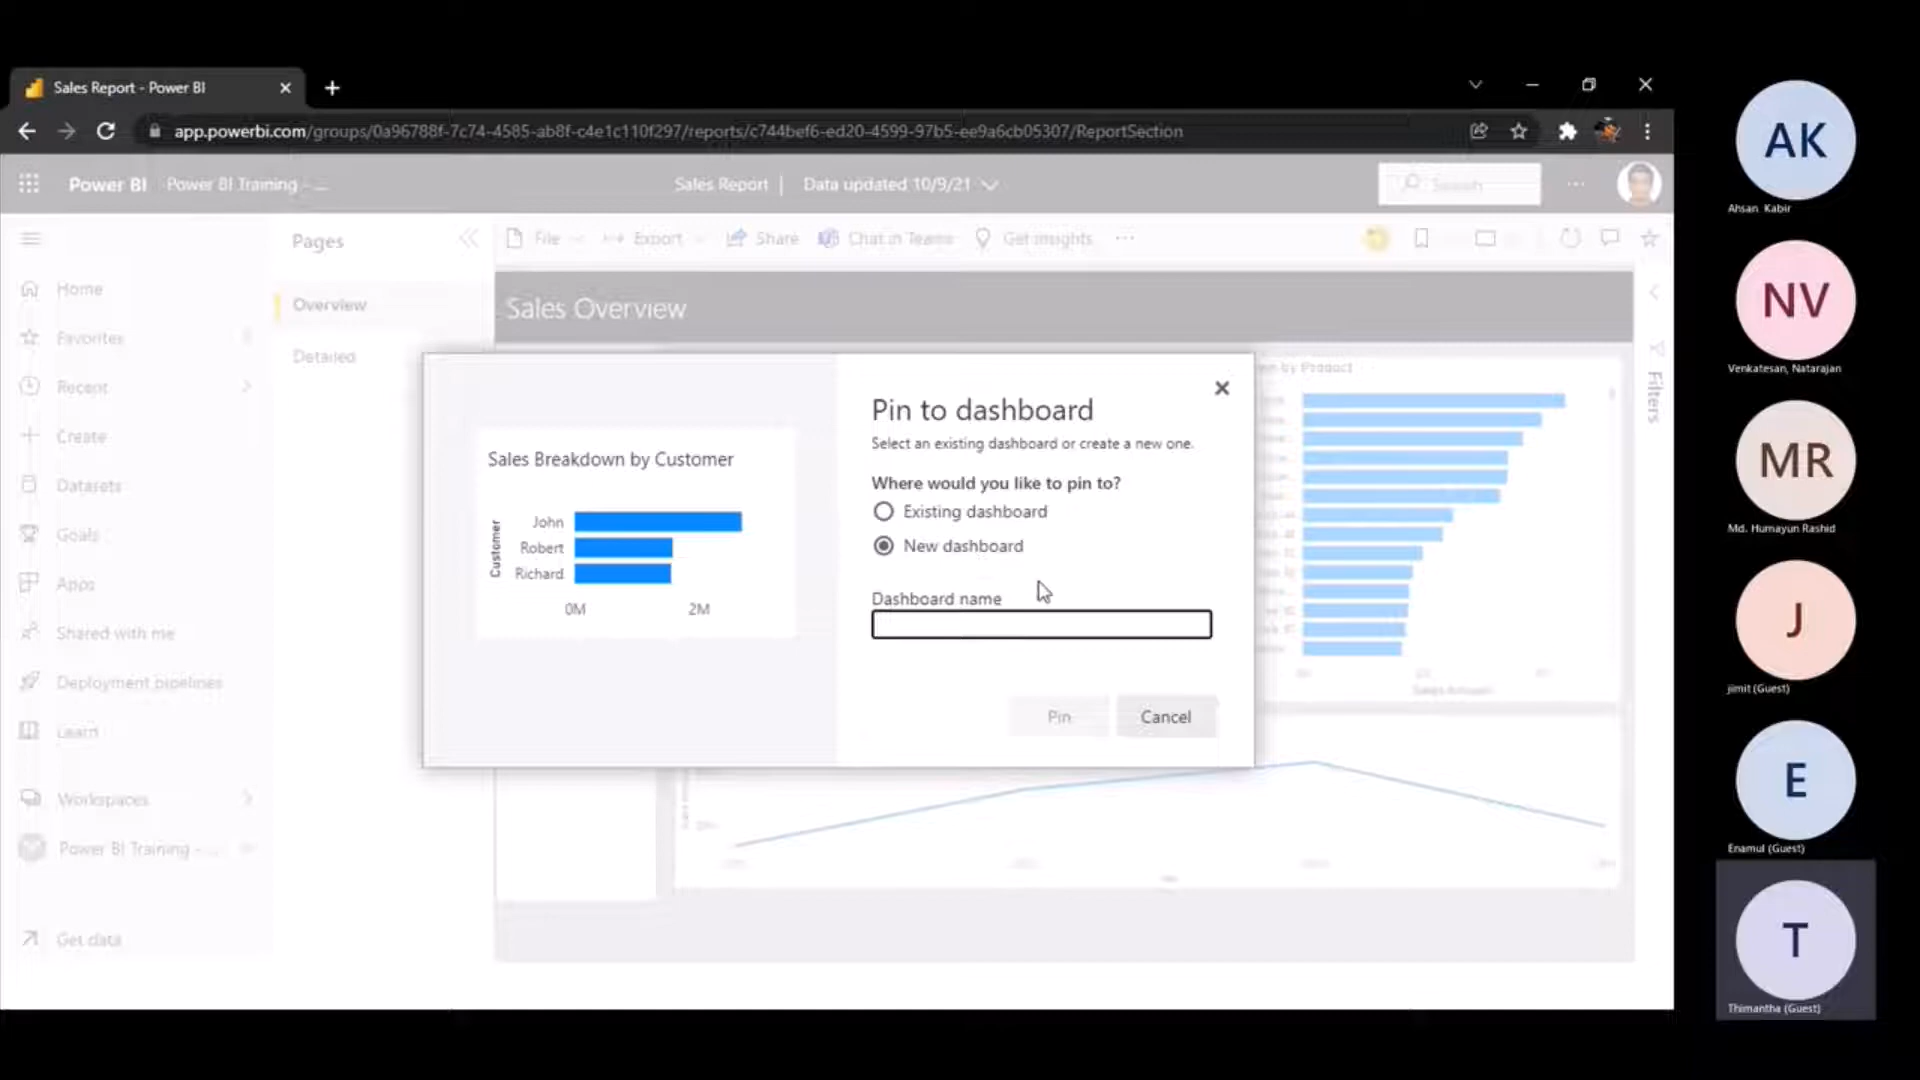 Sales Report - Power BI
app.powerbi.com/groups/0a96788f-7c74-4585-ab8f-c4e1c110f297/reports/c744bef6-ed20-4599-97b5-ee9a6cb05307/ReportSection
Power BI Power BI Training - ...
Sales Report | Data updated 10/9/21
Search
Pages
File Export Share Chat in Teams Get insights
Home
Favorites
Recent
Create
Datasets
Goals
Apps
Shared with me
Deployment pipelines
Learn
Workspaces
Power BI Training - ...
Get data
Overview
Detailed
Sales Overview
by Product
Filters
Sales Breakdown by Customer
Customer
John
Robert
Richard
0M 2M
Pin to dashboard
Select an existing dashboard or create a new one.
Where would you like to pin to?
Existing dashboard
New dashboard
Dashboard name
Pin Cancel
Sales Amount
AK
Ahsan Kabir
NV
Venkatesan, Natarajan
MR
Md. Humayun Rashid
J
jimit (Guest)
E
Enamul (Guest)
T
Thimantha (Guest)